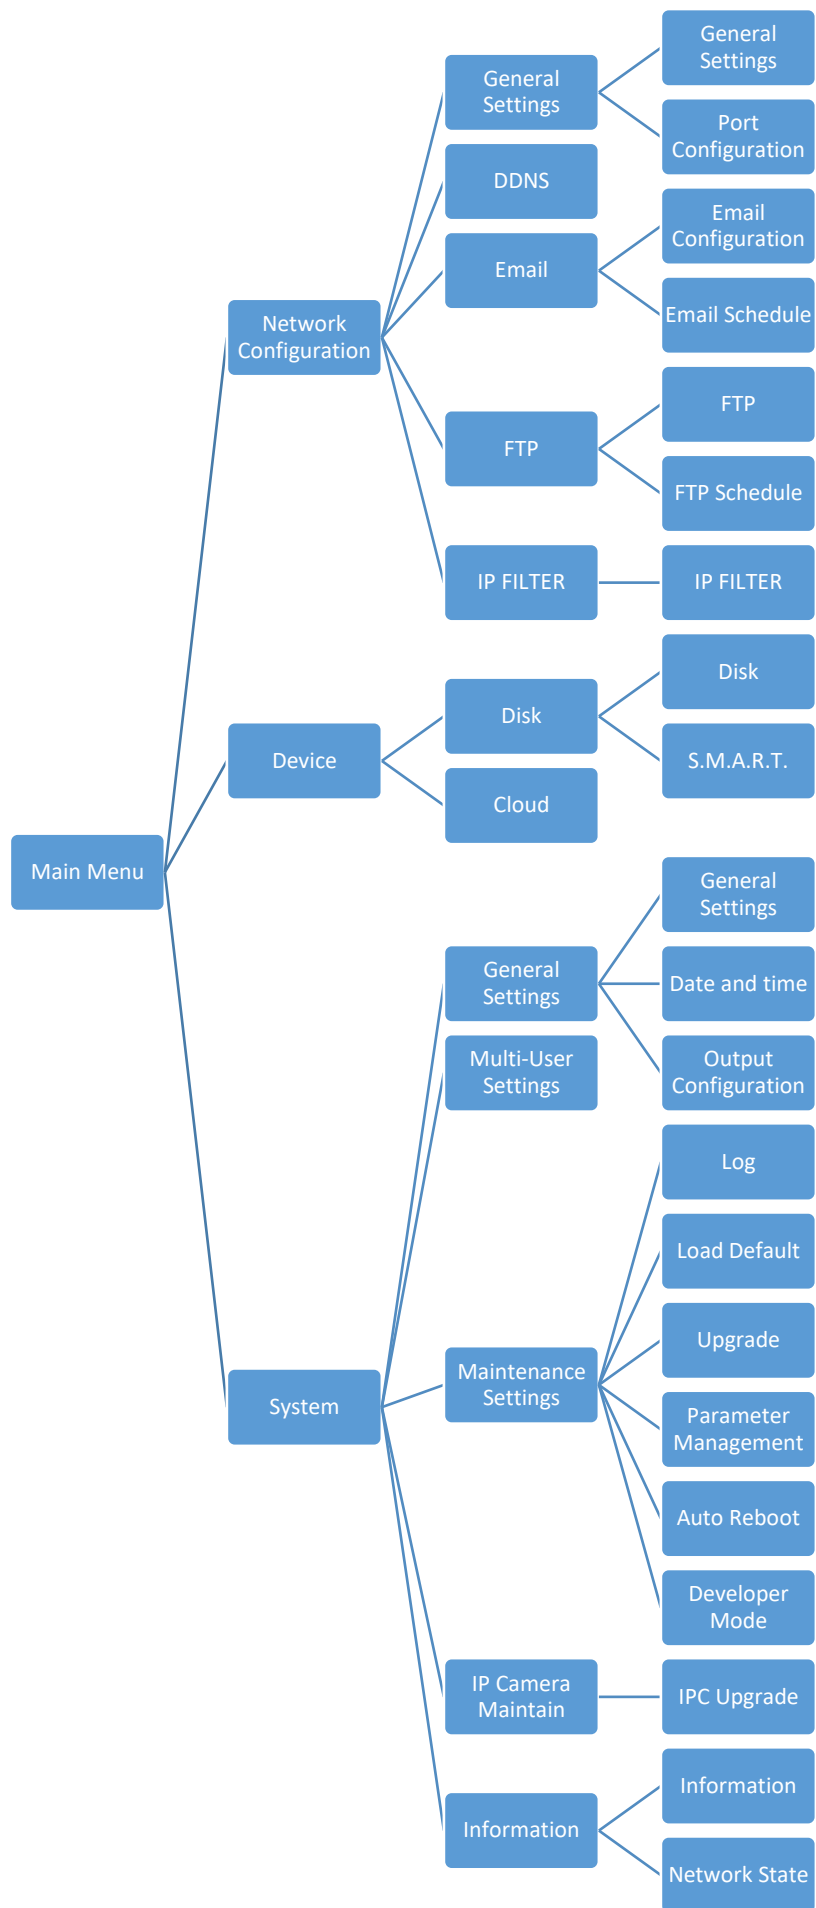 General
Settings
General
Settings
Port
Configuration
DDNS
Email
Configuration
Email
Email Schedule
Network
Configuration
FTP
FTP
FTP Schedule
IP FILTER
IP FILTER
Disk
Disk
Device
S.M.A.R.T.
Cloud
Main Menu
General
Settings
General
Settings
Date and time
Multi-User
Settings
Output
Configuration
Log
Load Default
Upgrade
Maintenance
Settings
System
Parameter
Management
Auto Reboot
Developer
Mode
IP Camera
Maintain
IPC Upgrade
Information
Information
Network State